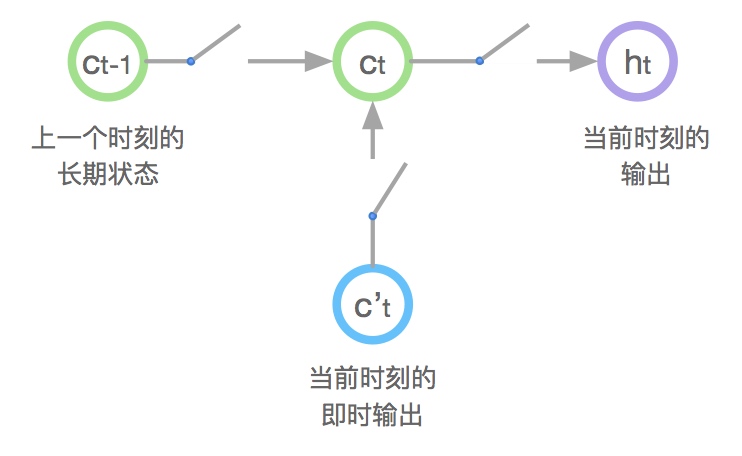 ct-1
ct
ht
上一个时刻的
长期状态
当前时刻的
输出
c't
当前时刻的
即时输出